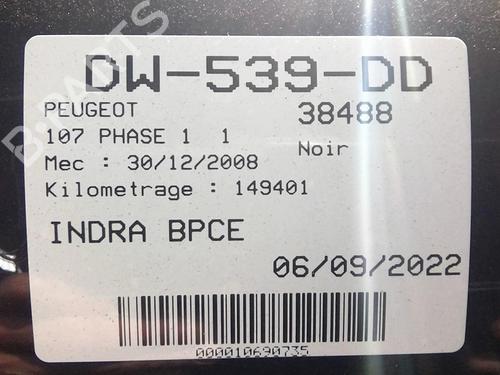 DW-539-DD
PEUGEOT 38488
107 PHASE 1 1
Noir
Mec : 30/12/2008
Kilometrage : 149401
INDRA BPCE
06/09/2022
000010690735
B-PARTS